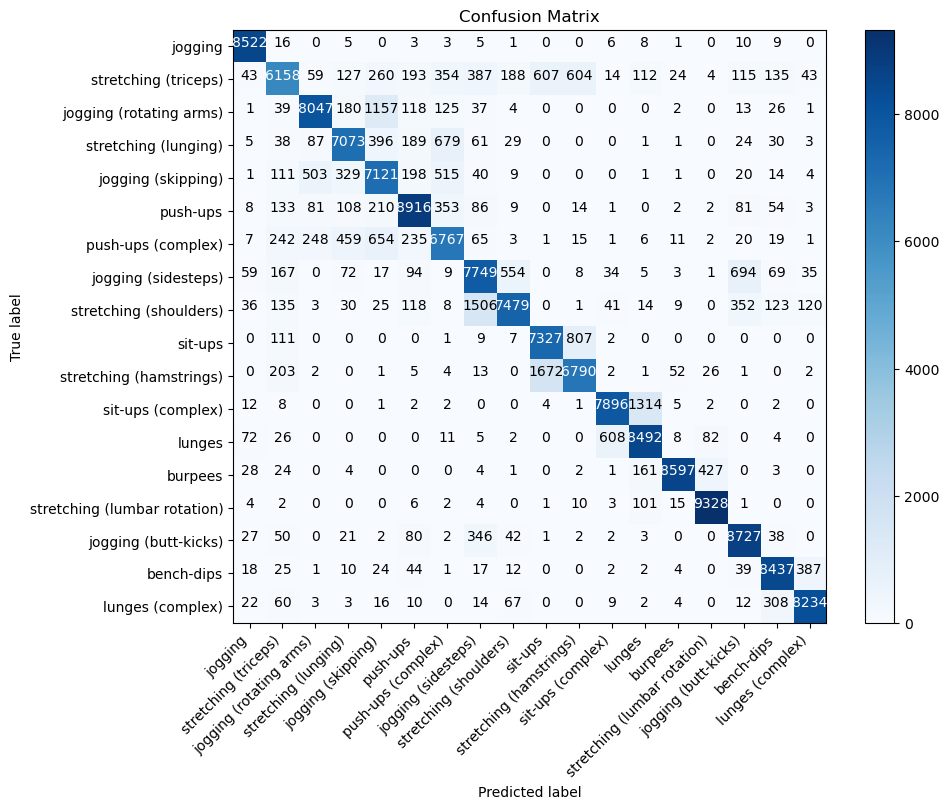 Confusion Matrix
jogging 8522 16 0 5 0 3 3 5 1 0 0 6 8 1 0 10 9 0
stretching (triceps) 43 6158 59 127 260 193 354 387 188 607 604 14 112 24 4 115 135 43
jogging (rotating arms) 1 39 8047 180 1157 118 125 37 4 0 0 0 0 2 0 13 26 1
stretching (lunging) 5 38 87 7073 396 189 679 61 29 0 0 0 1 1 0 24 30 3
jogging (skipping) 1 111 503 329 7121 198 515 40 9 0 0 0 1 1 0 20 14 4
push-ups 8 133 81 108 210 8916 353 86 9 0 14 1 0 2 2 81 54 3
push-ups (complex) 7 242 248 459 654 235 6767 65 3 1 15 1 6 11 2 20 19 1
jogging (sidesteps) 59 167 0 72 17 94 9 7749 554 0 8 34 5 3 1 694 69 35
stretching (shoulders) 36 135 3 30 25 118 8 1506 7479 0 1 41 14 9 0 352 123 120
sit-ups 0 111 0 0 0 0 1 9 7 7327 807 2 0 0 0 0 0 0
stretching (hamstrings) 0 203 2 0 1 5 4 13 0 1672 6790 2 1 52 26 1 0 2
sit-ups (complex) 12 8 0 0 1 2 2 0 0 4 1 7896 1314 5 2 0 2 0
lunges 72 26 0 0 0 0 11 5 2 0 0 608 8492 8 82 0 4 0
burpees 28 24 0 4 0 0 0 4 1 0 2 1 161 8597 427 0 3 0
stretching (lumbar rotation) 4 2 0 0 0 6 2 4 0 1 10 3 101 15 9328 1 0 0
jogging (butt-kicks) 27 50 0 21 2 80 2 346 42 1 2 2 3 0 0 8727 38 0
bench-dips 18 25 1 10 24 44 1 17 12 0 0 2 2 4 0 39 8437 387
lunges (complex) 22 60 3 3 16 10 0 14 67 0 0 9 2 4 0 12 308 8234
True label
jogging
stretching (triceps)
jogging (rotating arms)
stretching (lunging)
jogging (skipping)
push-ups
push-ups (complex)
jogging (sidesteps)
stretching (shoulders)
sit-ups
stretching (hamstrings)
sit-ups (complex)
lunges
burpees
stretching (lumbar rotation)
jogging (butt-kicks)
bench-dips
lunges (complex)
Predicted label
8000
6000
4000
2000
0